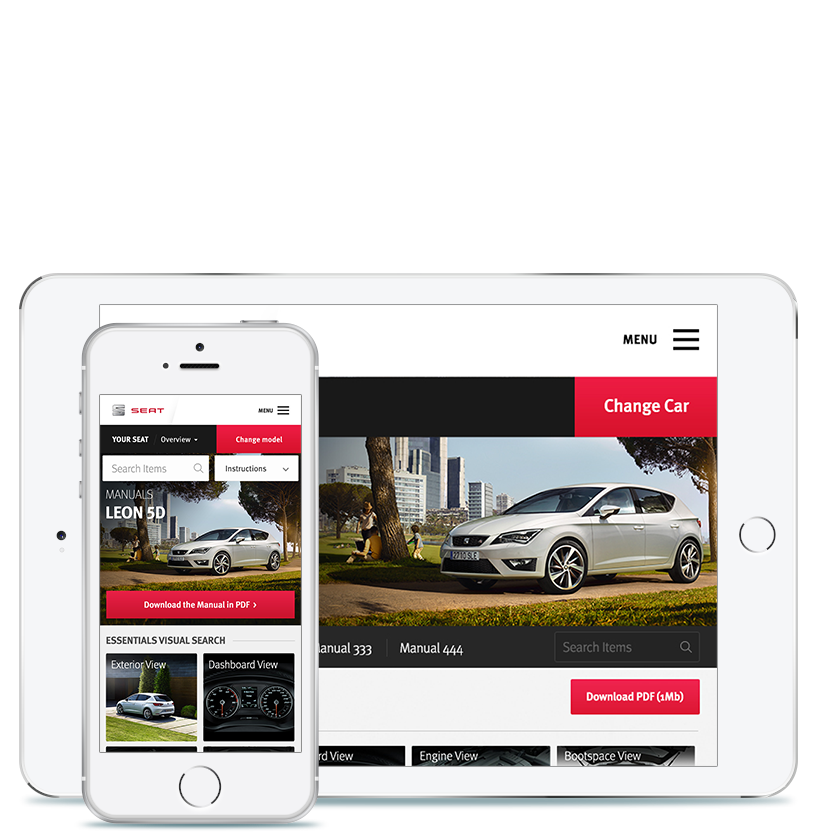 MENU
Change Car
SEAT
MENU
YOUR SEAT Overview
Change model
Search Items
Instructions
MANUALS
LEON 5D
Download the Manual in PDF >
ESSENTIALS VISUAL SEARCH
Exterior View
Dashboard View
Manual 333
Manual 444
Search Items
Download PDF (1Mb)
rd View
Engine View
Bootspace View